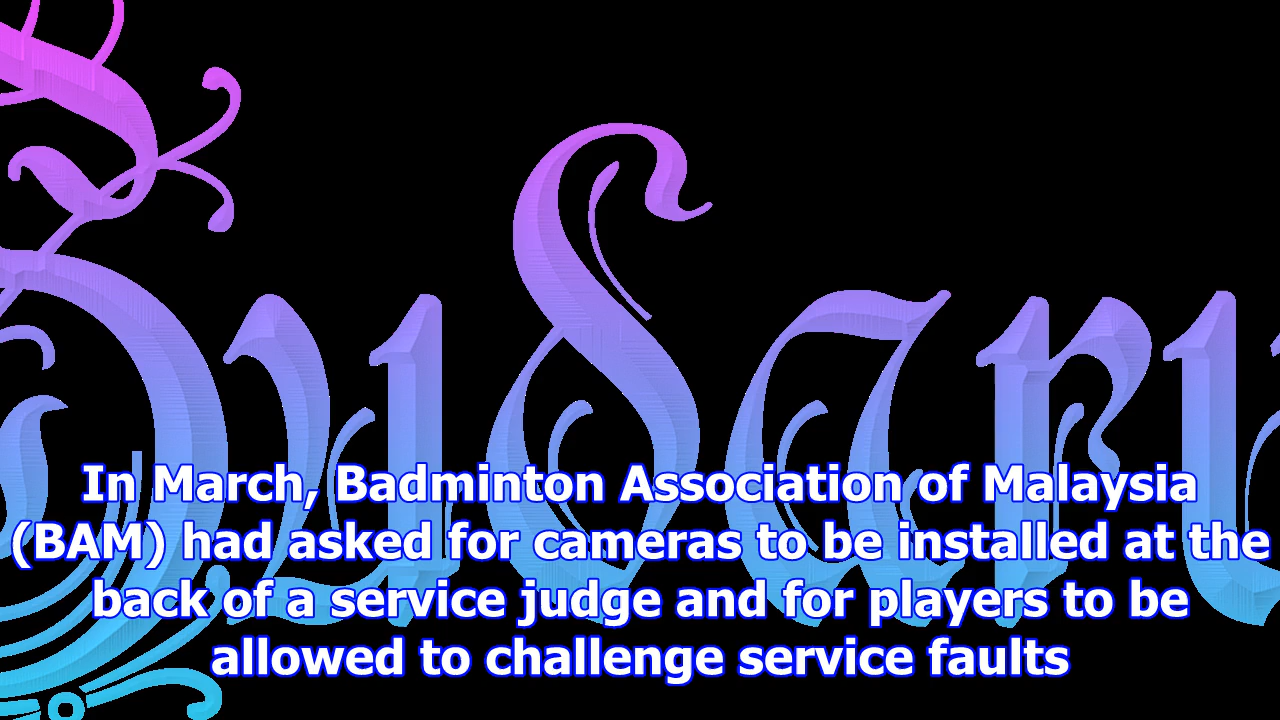 In March, Badminton Association of Malaysia
(BAM) had asked for cameras to be installed at the
back of a service judge and for players to be
allowed to challenge service faults